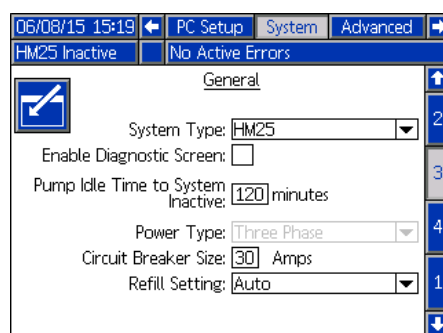 06/08/15 15:19 PC Setup System Advanced
HM25 Inactive No Active Errors
General
System Type: HM25
2
Enable Diagnostic Screen:
3
Pump Idle Time to System
Inactive: 120 minutes
Power Type: Three Phase
4
Circuit Breaker Size: 30 Amps
Refill Setting: Auto
1